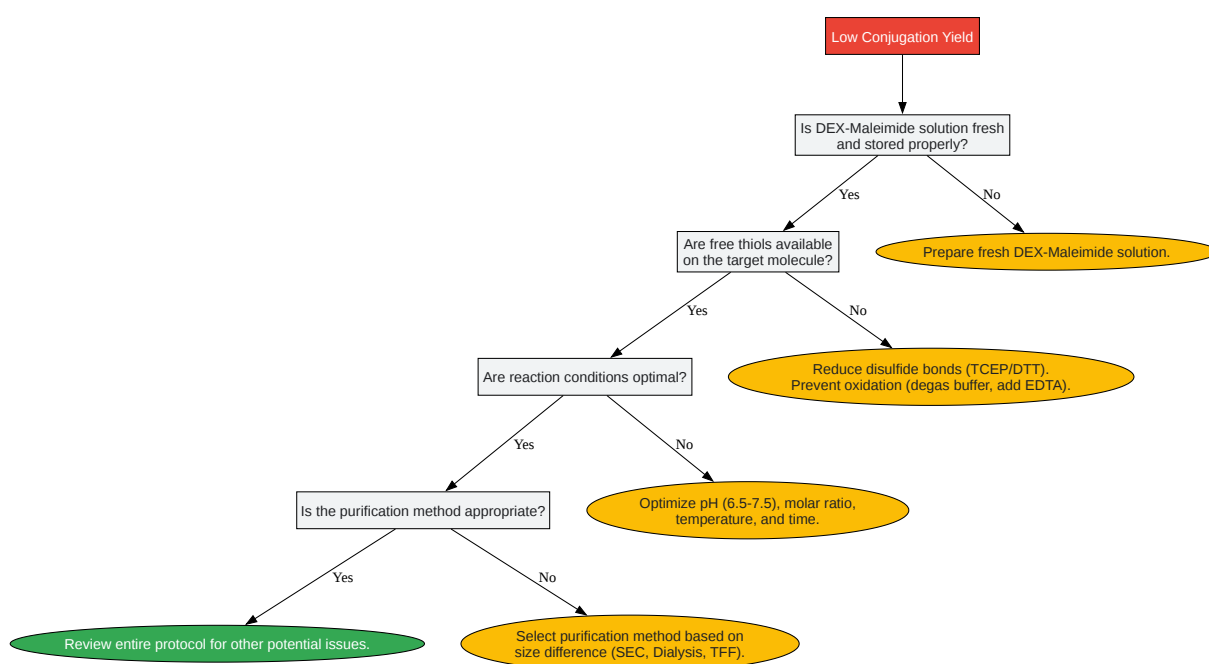 Low Conjugation Yield
Is DEX-Maleimide solution fresh
and stored properly?
Yes
No
Are free thiols available
on the target molecule?
Prepare fresh DEX-Maleimide solution.
Yes
No
Are reaction conditions optimal?
Reduce disulfide bonds (TCEP/DTT).
Prevent oxidation (degas buffer, add EDTA).
Yes
No
Is the purification method appropriate?
Optimize pH (6.5-7.5), molar ratio,
temperature, and time.
Yes
No
Review entire protocol for other potential issues.
Select purification method based on
size difference (SEC, Dialysis, TFF).